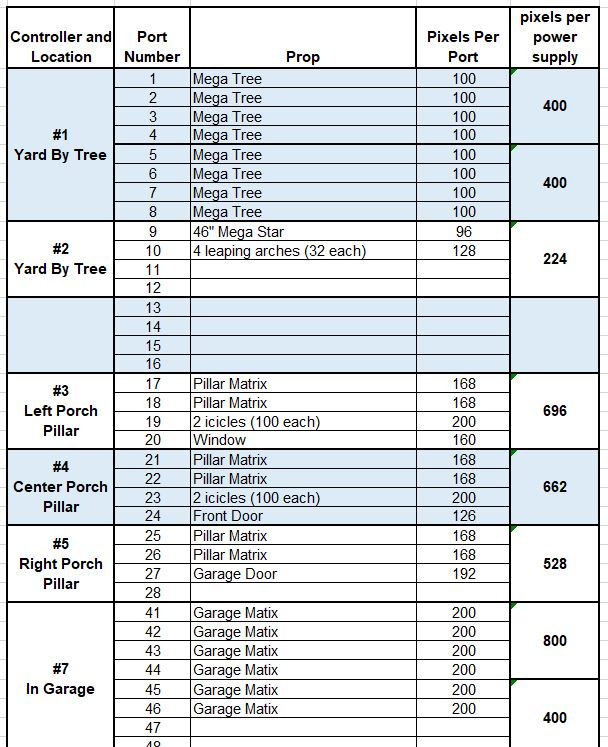 Controller and Location | Port Number | Prop | Pixels Per Port | pixels per power supply
#1 Yard By Tree | 1 | Mega Tree | 100 | 400
2 | Mega Tree | 100
3 | Mega Tree | 100
4 | Mega Tree | 100
5 | Mega Tree | 100 | 400
6 | Mega Tree | 100
7 | Mega Tree | 100
8 | Mega Tree | 100
#2 Yard By Tree | 9 | 46" Mega Star | 96 | 224
10 | 4 leaping arches (32 each) | 128
11
12
13
14
15
16
#3 Left Porch Pillar | 17 | Pillar Matrix | 168 | 696
18 | Pillar Matrix | 168
19 | 2 icicles (100 each) | 200
20 | Window | 160
#4 Center Porch Pillar | 21 | Pillar Matrix | 168 | 662
22 | Pillar Matrix | 168
23 | 2 icicles (100 each) | 200
24 | Front Door | 126
#5 Right Porch Pillar | 25 | Pillar Matrix | 168 | 528
26 | Pillar Matrix | 168
27 | Garage Door | 192
28
#7 In Garage | 41 | Garage Matix | 200 | 800
42 | Garage Matix | 200
43 | Garage Matix | 200
44 | Garage Matix | 200
45 | Garage Matix | 200 | 400
46 | Garage Matix | 200
47
48